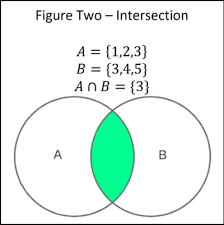 Figure Two – Intersection
A = {1,2,3}
B = {3,4,5}
A ∩ B = {3}
A B